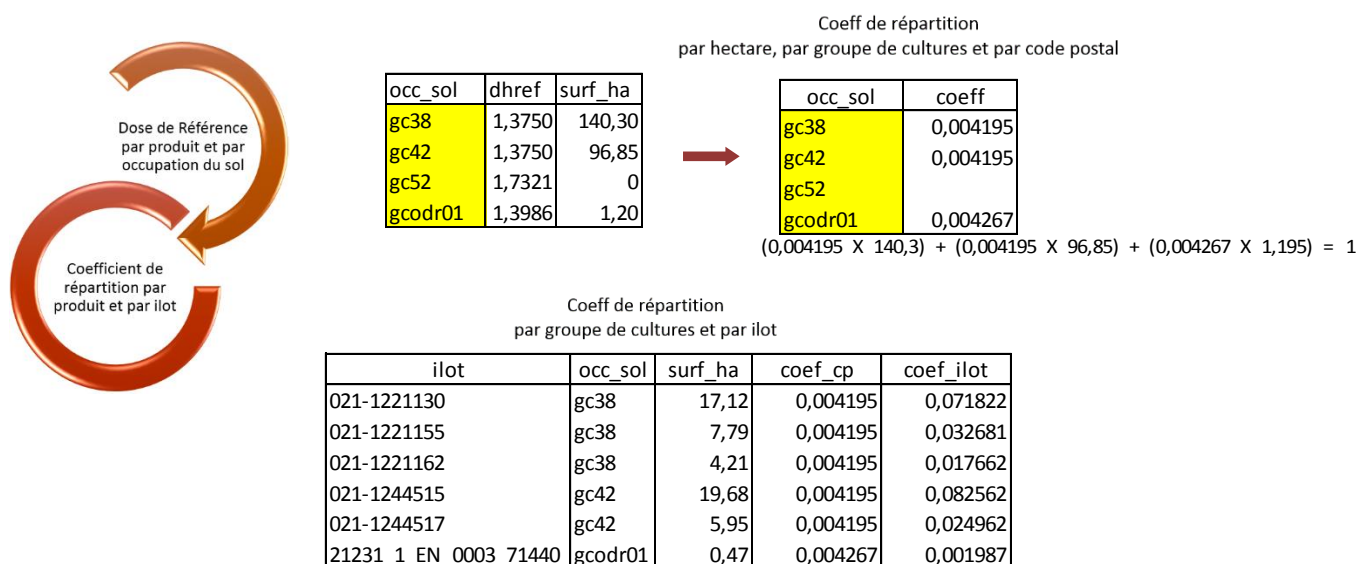 Coeff de répartition
par hectare, par groupe de cultures et par code postal
Dose de Référence
par produit et par
occupation du sol
Coefficient de
répartition par
produit et par ilot
occ_sol dhref surf_ha
gc38 1,3750 140,30
gc42 1,3750 96,85
gc52 1,7321 0
gcodr01 1,3986 1,20
occ_sol coeff
gc38 0,004195
gc42 0,004195
gc52
gcodr01 0,004267
(0,004195 X 140,3) + (0,004195 X 96,85) + (0,004267 X 1,195) = 1
Coeff de répartition
par groupe de cultures et par ilot
ilot occ_sol surf_ha coef_cp coef_ilot
021-1221130 gc38 17,12 0,004195 0,071822
021-1221155 gc38 7,79 0,004195 0,032681
021-1221162 gc38 4,21 0,004195 0,017662
021-1244515 gc42 19,68 0,004195 0,082562
021-1244517 gc42 5,95 0,004195 0,024962
21231_1_EN_0003_71440 gcodr01 0,47 0,004267 0,001987